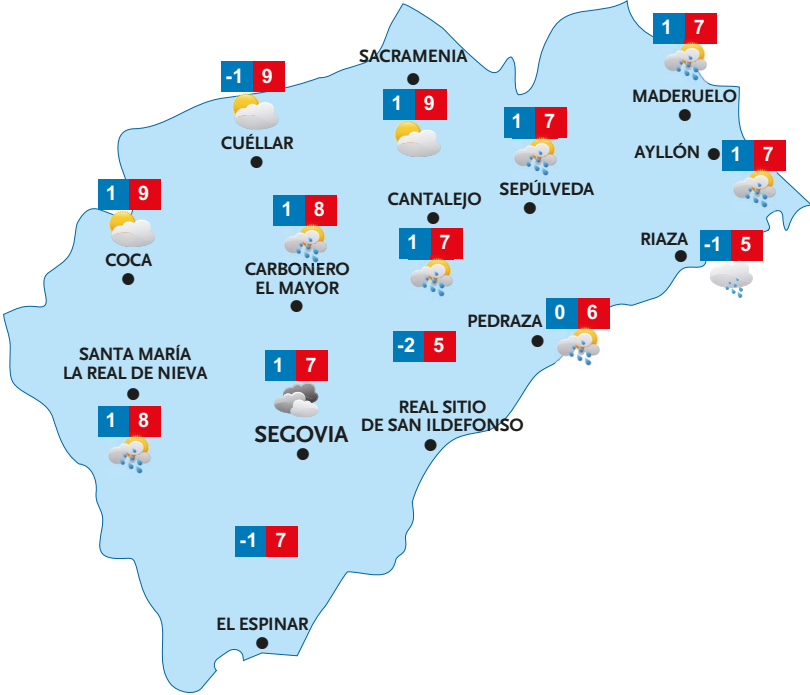 1 7
SACRAMENIA
-1 9
MADERUELO
1 9
CUÉLLAR
1 7
AYLLÓN
1 7
1 9
SEPÚLVEDA
CANTALEJO
1 8
RIAZA
-1 5
COCA
1 7
CARBONERO
EL MAYOR
PEDRAZA
0 6
-2 5
SANTA MARÍA
LA REAL DE NIEVA
1 7
1 8
SEGOVIA
REAL SITIO
DE SAN ILDEFONSO
-1 7
EL ESPINAR